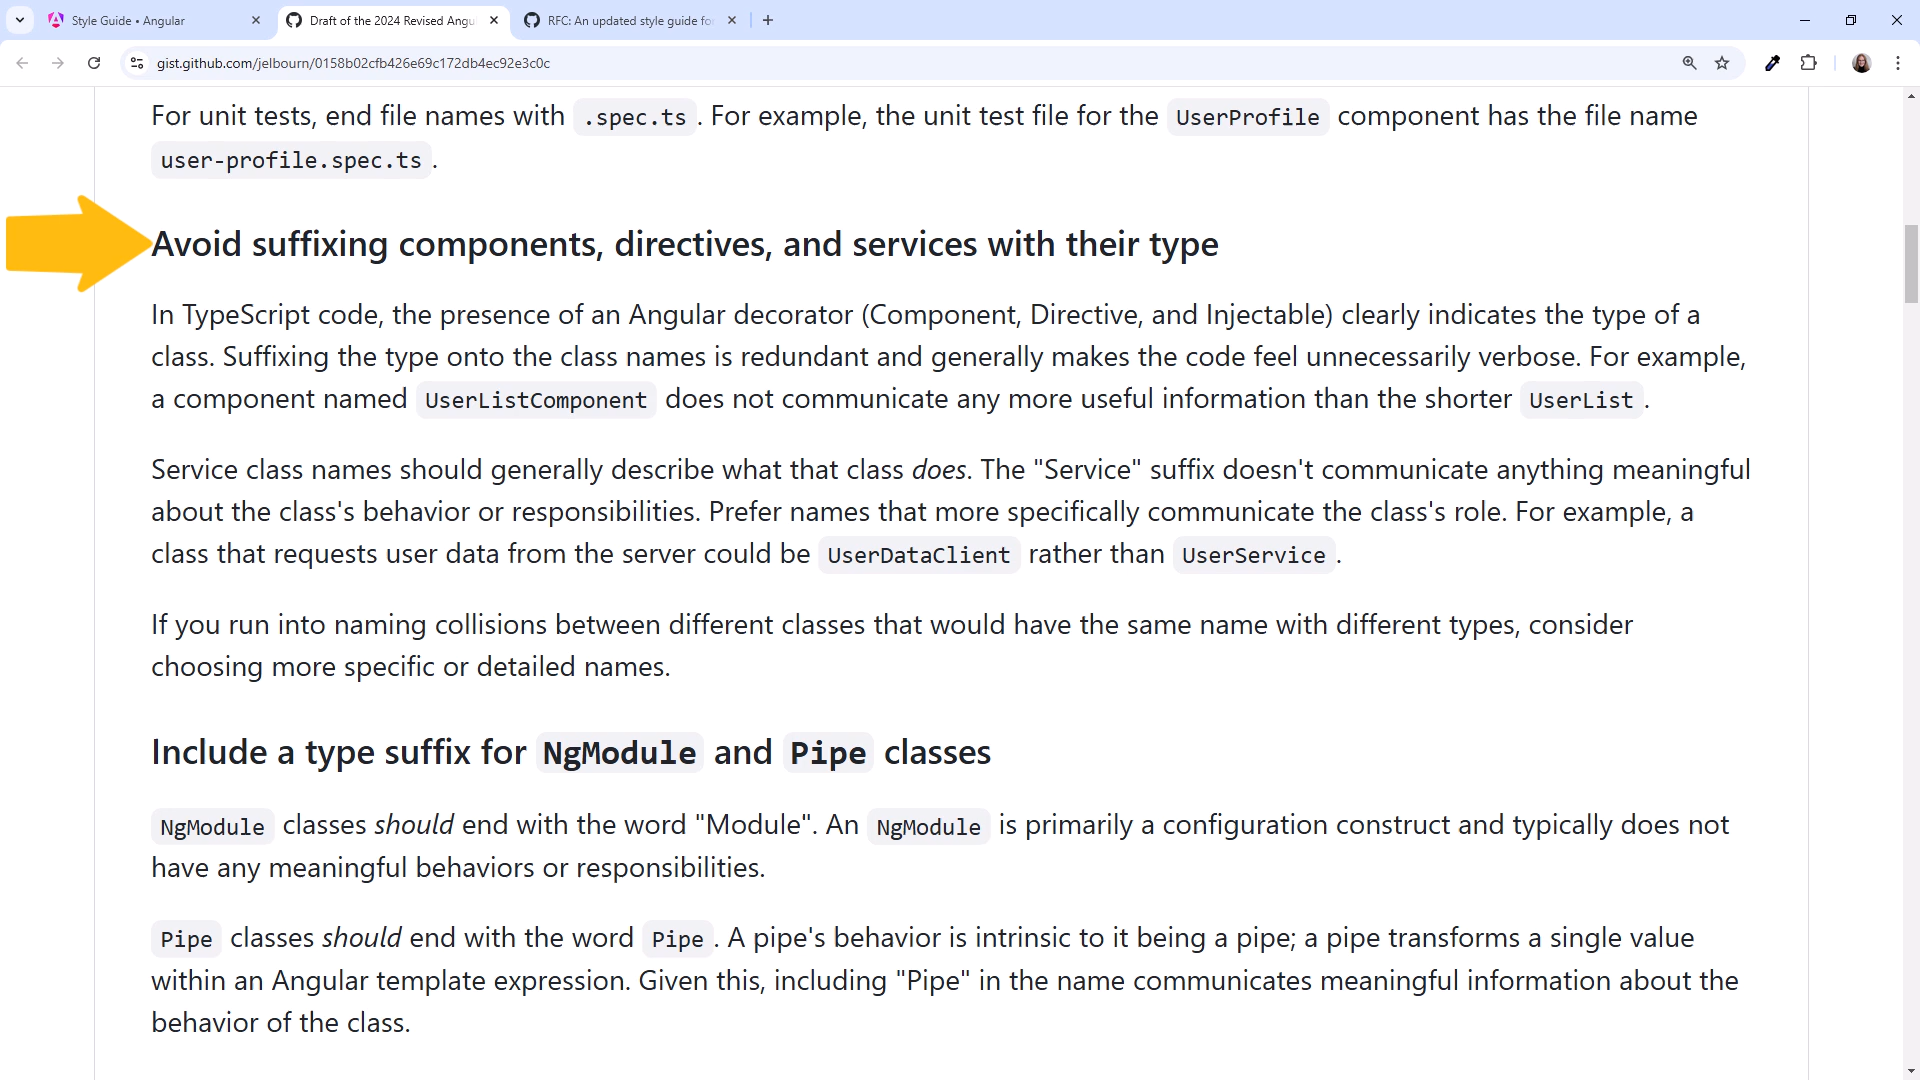 Style Guide • Angular
Draft of the 2024 Revised Angu
RFC: An updated style guide fo
gist.github.com/jelbourn/0158b02cfb426e69c172db4ec92e3c0c
For unit tests, end file names with .spec.ts. For example, the unit test file for the UserProfile component has the file name
user-profile.spec.ts.
Avoid suffixing components, directives, and services with their type
In TypeScript code, the presence of an Angular decorator (Component, Directive, and Injectable) clearly indicates the type of a
class. Suffixing the type onto the class names is redundant and generally makes the code feel unnecessarily verbose. For example,
a component named UserListComponent does not communicate any more useful information than the shorter UserList.
Service class names should generally describe what that class does. The "Service" suffix doesn't communicate anything meaningful
about the class's behavior or responsibilities. Prefer names that more specifically communicate the class's role. For example, a
class that requests user data from the server could be UserDataClient rather than UserService.
If you run into naming collisions between different classes that would have the same name with different types, consider
choosing more specific or detailed names.
Include a type suffix for NgModule and Pipe classes
NgModule classes should end with the word "Module". An NgModule is primarily a configuration construct and typically does not
have any meaningful behaviors or responsibilities.
Pipe classes should end with the word Pipe. A pipe's behavior is intrinsic to it being a pipe; a pipe transforms a single value
within an Angular template expression. Given this, including "Pipe" in the name communicates meaningful information about the
behavior of the class.